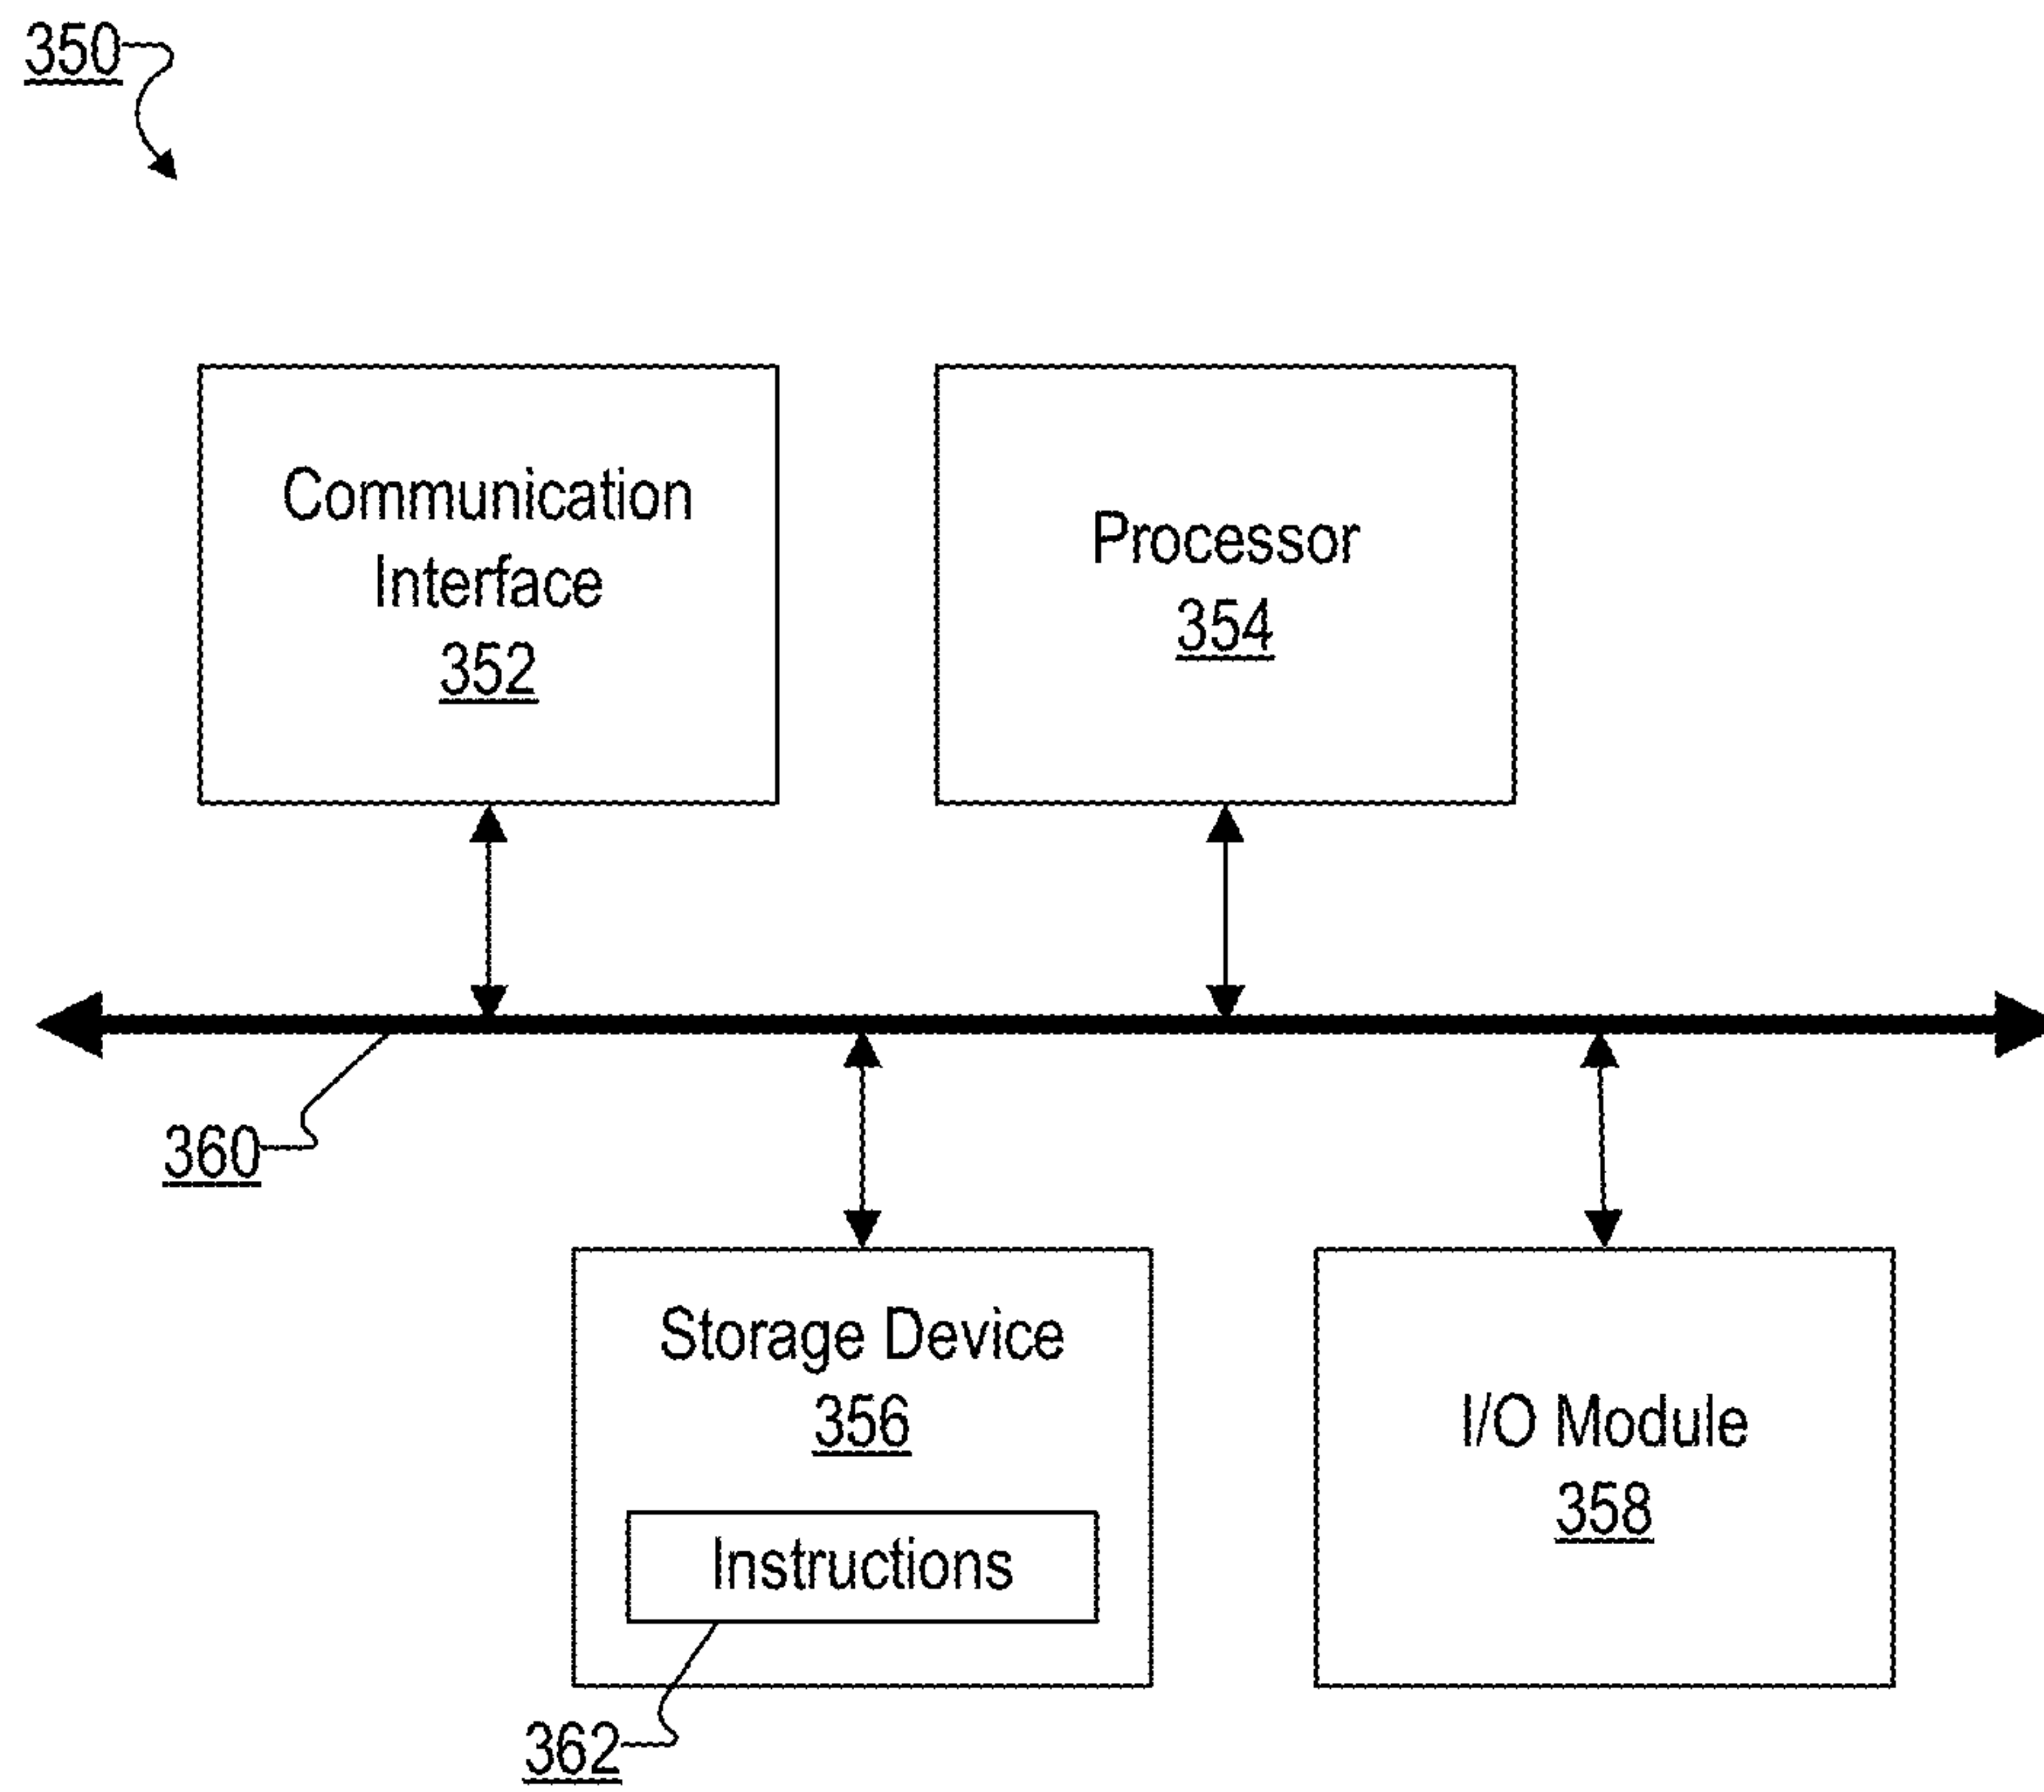 350
Communication
Interface
352
Processor
354
360
Storage Device
356
Instructions
362
I/O Module
358